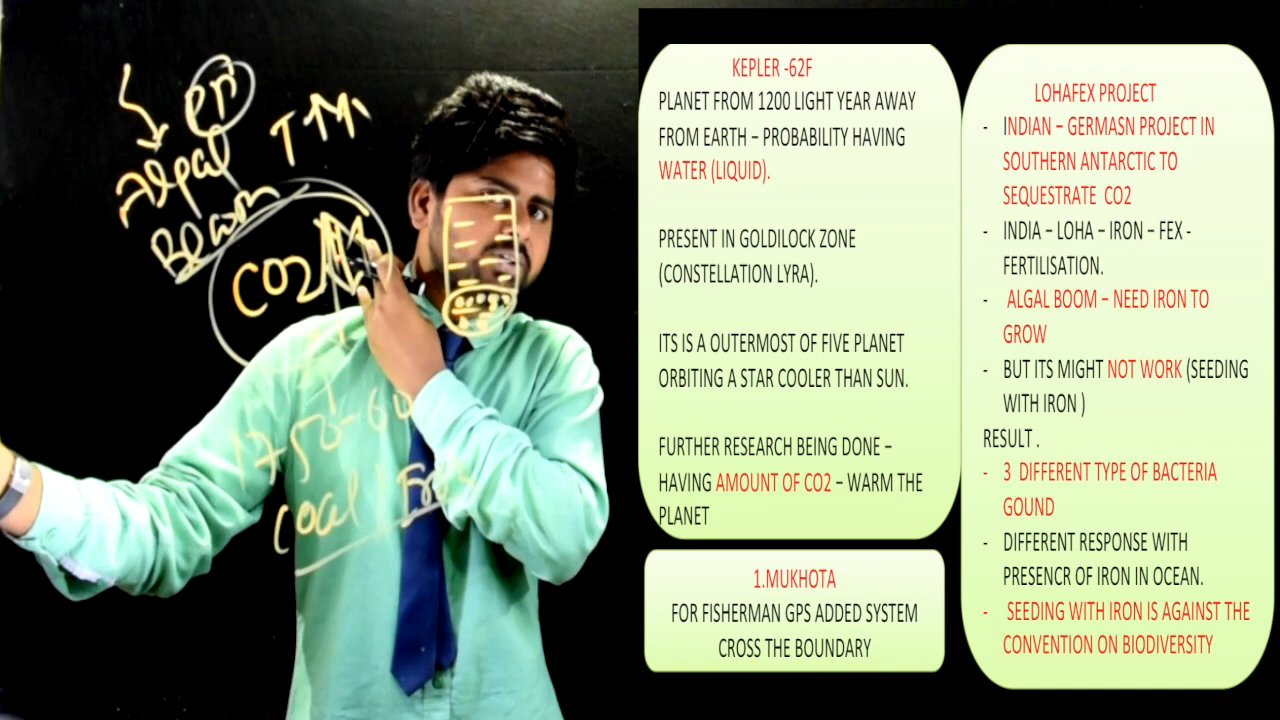 pH
TM
Algal
Bloom
CO2
1750-60
coal
KEPLER -62F
PLANET FROM 1200 LIGHT YEAR AWAY
FROM EARTH – PROBABILITY HAVING
WATER (LIQUID).
PRESENT IN GOLDILOCK ZONE
(CONSTELLATION LYRA).
ITS IS A OUTERMOST OF FIVE PLANET
ORBITING A STAR COOLER THAN SUN.
FURTHER RESEARCH BEING DONE –
HAVING AMOUNT OF CO2 – WARM THE
PLANET
1.MUKHOTA
FOR FISHERMAN GPS ADDED SYSTEM
CROSS THE BOUNDARY
LOHAFEX PROJECT
- INDIAN – GERMASN PROJECT IN
SOUTHERN ANTARCTIC TO
SEQUESTRATE CO2
- INDIA – LOHA – IRON – FEX -
FERTILISATION.
- ALGAL BOOM – NEED IRON TO
GROW
- BUT ITS MIGHT NOT WORK (SEEDING
WITH IRON )
RESULT .
- 3 DIFFERENT TYPE OF BACTERIA
GOUND
- DIFFERENT RESPONSE WITH
PRESENCR OF IRON IN OCEAN.
- SEEDING WITH IRON IS AGAINST THE
CONVENTION ON BIODIVERSITY